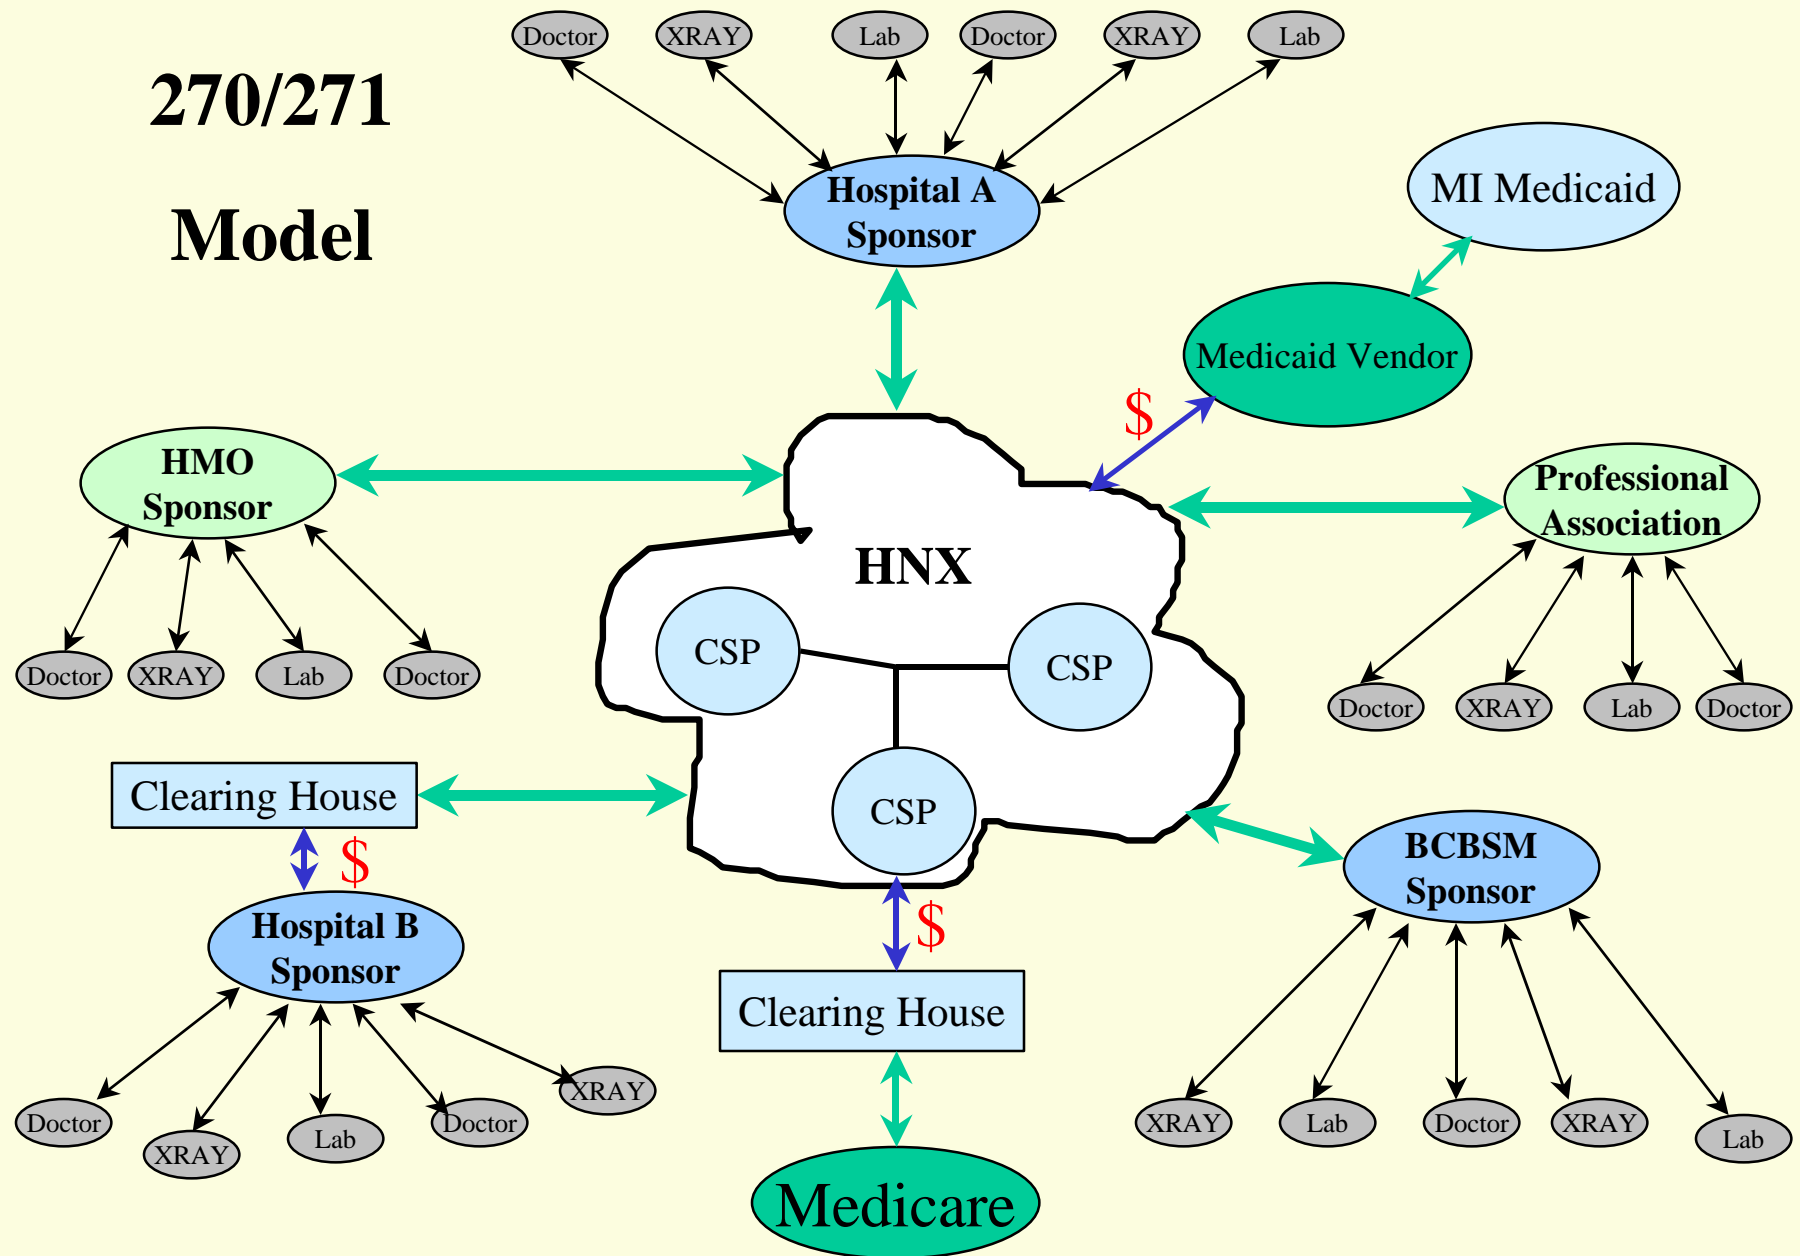 Doctor
XRAY
Lab
Doctor
XRAY
Lab
270/271
Model
Hospital A
Sponsor
MI Medicaid
Medicaid Vendor
$
HMO
Sponsor
Professional
Association
HNX
CSP
CSP
CSP
Doctor
XRAY
Lab
Doctor
Doctor
XRAY
Lab
Doctor
Clearing House
$
Hospital B
Sponsor
BCBSM
Sponsor
$
Clearing House
Doctor
XRAY
Lab
Doctor
XRAY
XRAY
Lab
Doctor
XRAY
Lab
Medicare